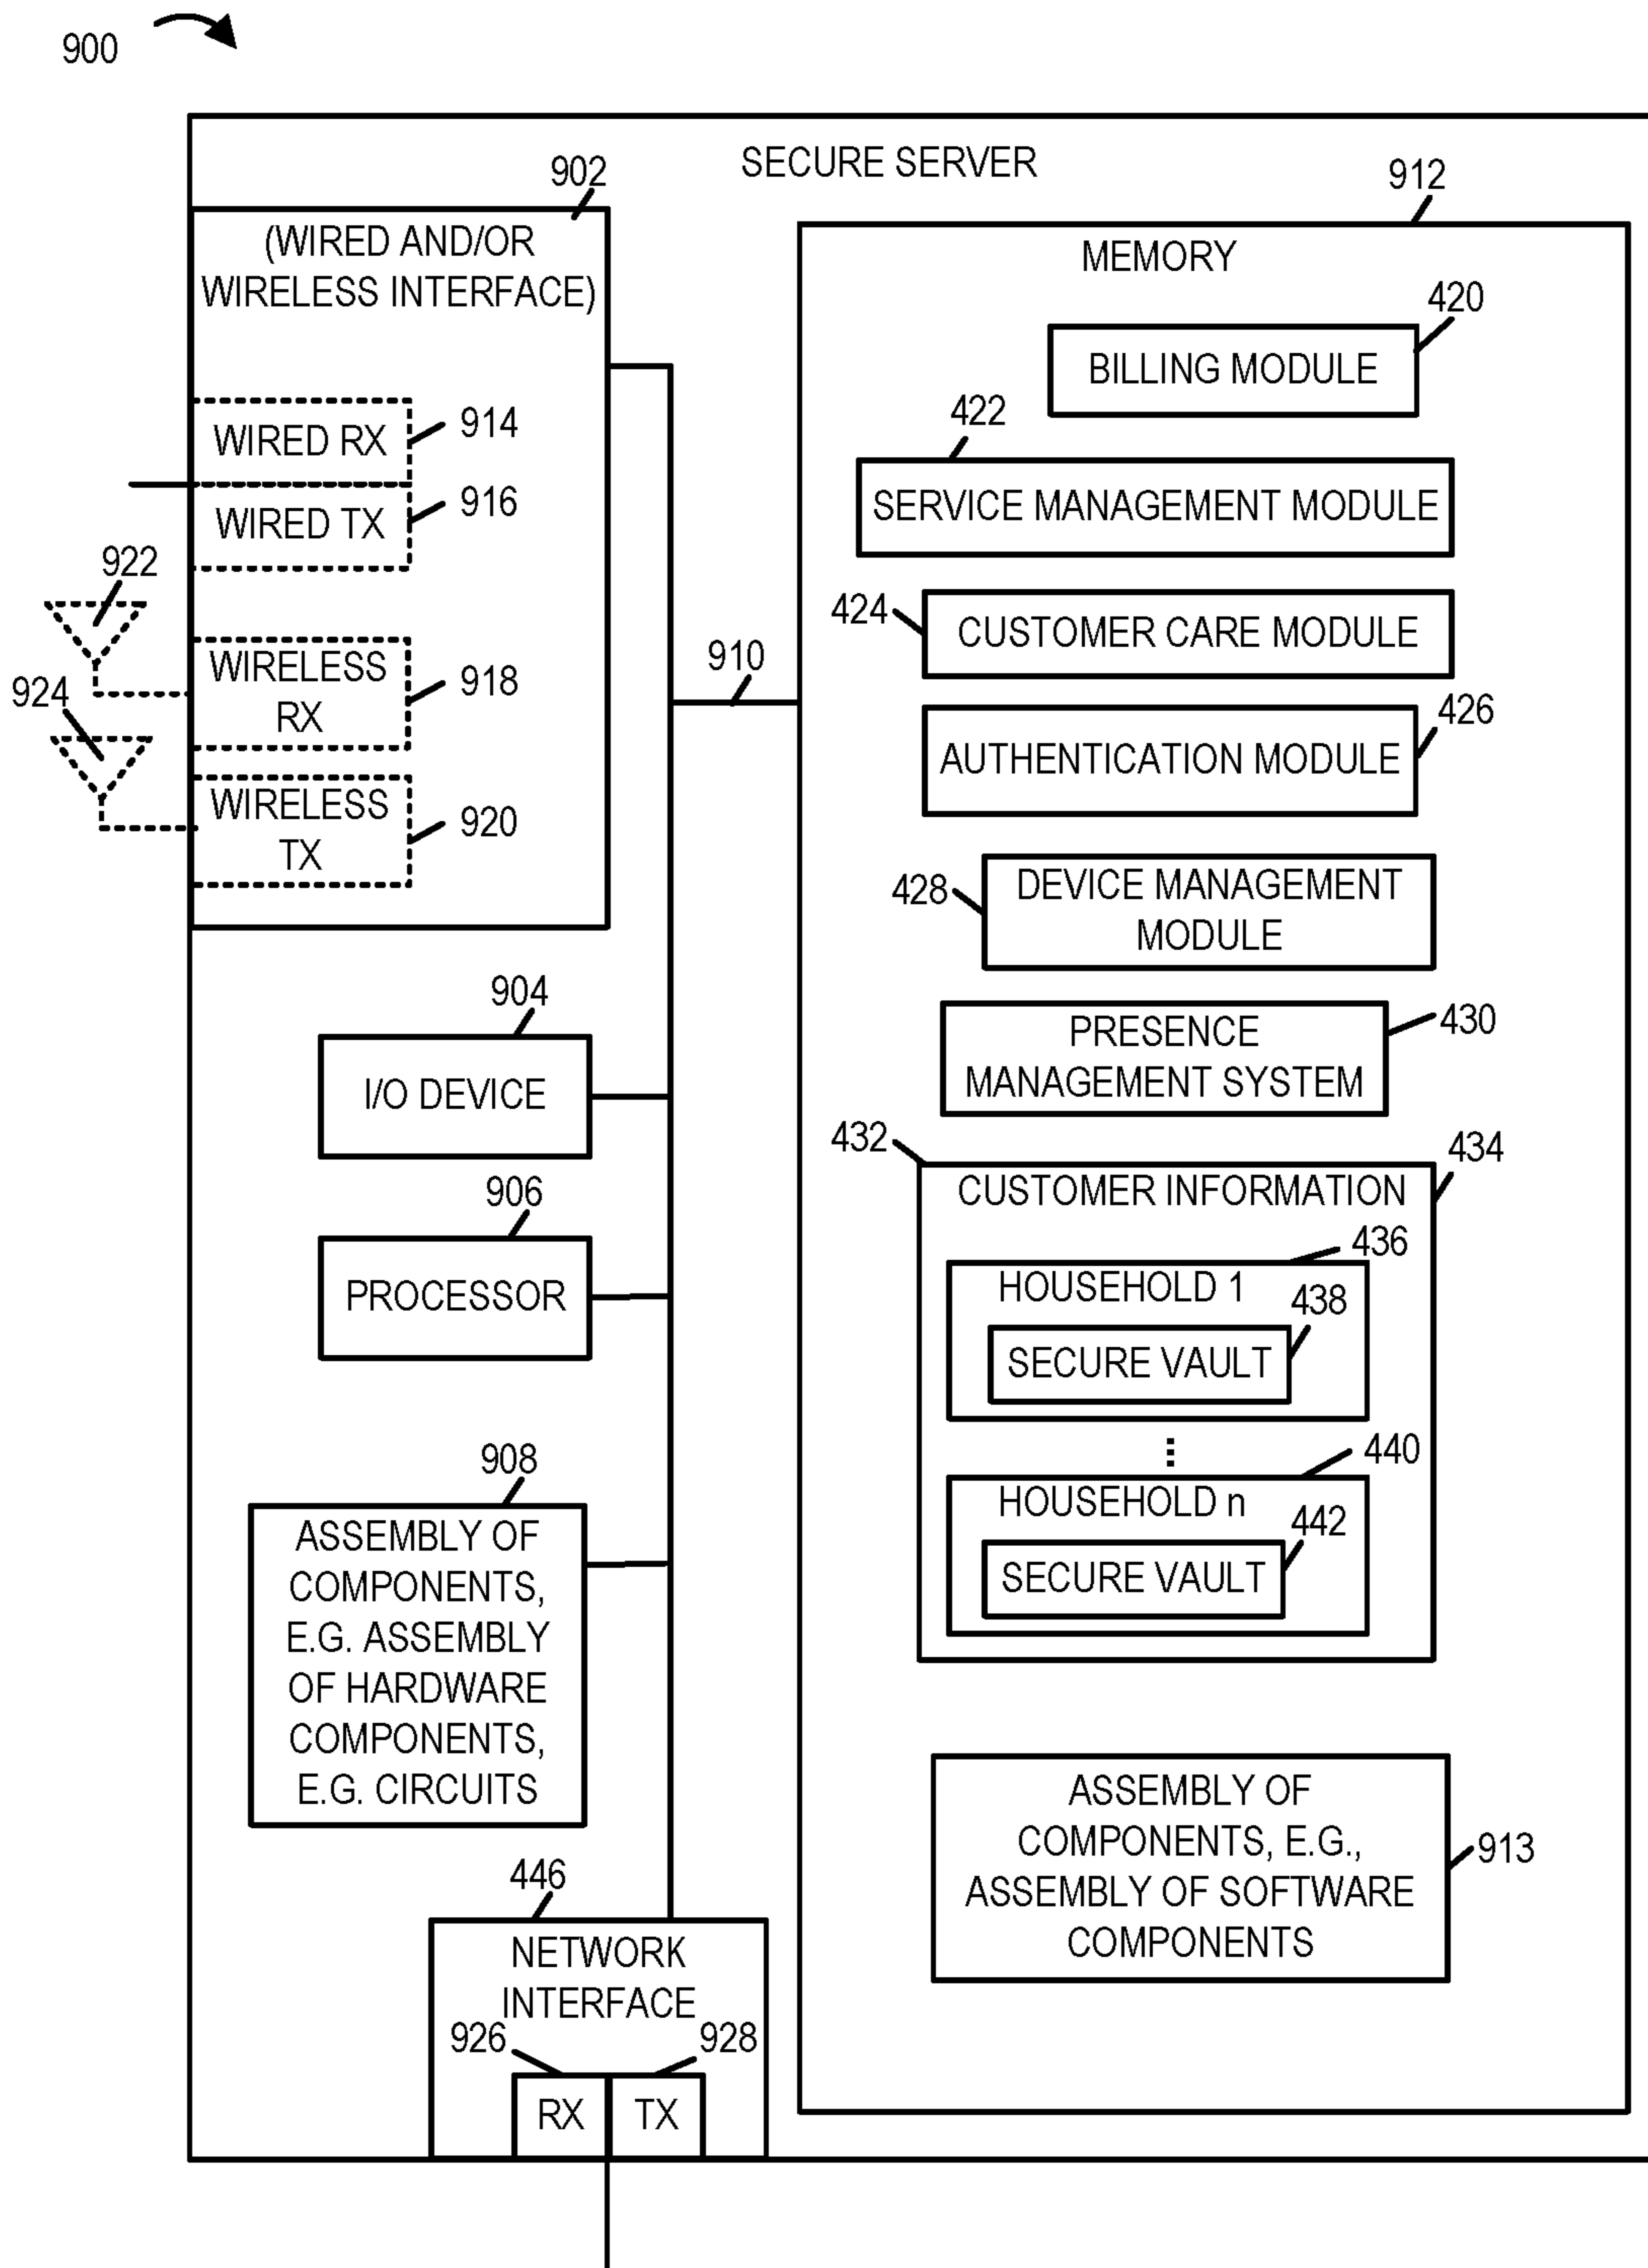 900
SECURE SERVER
902
(WIRED AND/OR
WIRELESS INTERFACE)
WIRED RX
914
WIRED TX
916
922
WIRELESS
RX
918
924
WIRELESS
TX
920
910
904
I/O DEVICE
906
PROCESSOR
908
ASSEMBLY OF
COMPONENTS,
E.G. ASSEMBLY
OF HARDWARE
COMPONENTS,
E.G. CIRCUITS
446
NETWORK
INTERFACE
926
928
RX
TX
912
MEMORY
420
BILLING MODULE
422
SERVICE MANAGEMENT MODULE
424
CUSTOMER CARE MODULE
426
AUTHENTICATION MODULE
428
DEVICE MANAGEMENT
MODULE
430
PRESENCE
MANAGEMENT SYSTEM
432
434
CUSTOMER INFORMATION
436
HOUSEHOLD 1
438
SECURE VAULT
⋮
440
HOUSEHOLD n
442
SECURE VAULT
ASSEMBLY OF
COMPONENTS, E.G.,
ASSEMBLY OF SOFTWARE
COMPONENTS
913